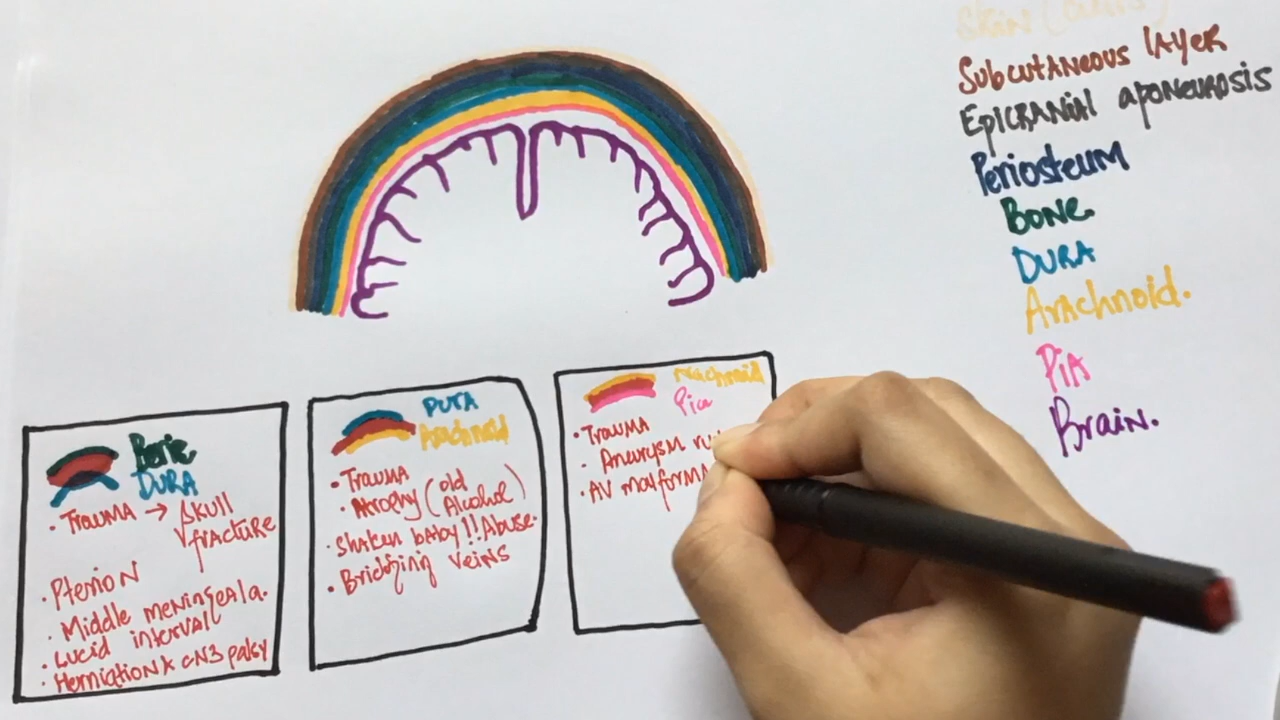 Subcutaneous layer
Epicranial aponeurosis
Periosteum
Bone
DURA
Arachnoid.
Pia
Brain.
Bone
DURA
• Trauma → skull
fracture
• Pterion
• Middle meningeal a.
• Lucid interval
• Herniation & CN3 palsy
DURA
Arachnoid
• Trauma
• Atrophy (old
Alcohol)
• Shaken baby!! Abuse.
• Bridging veins
Arachnoid
Pia
• Trauma
• Aneurysm
• AV malforma